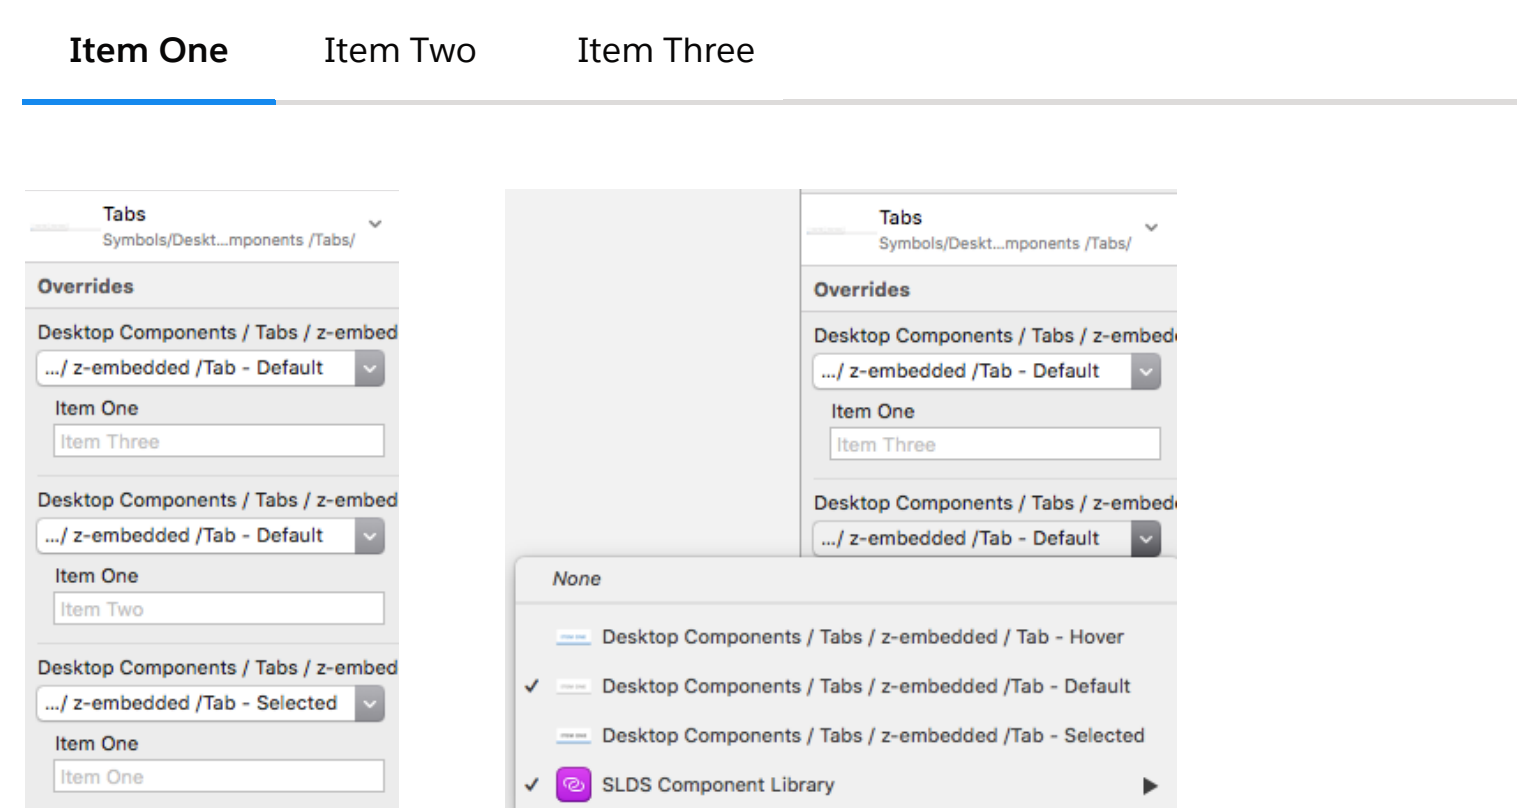 Item One Item Two Item Three
Tabs
Symbols/Deskt...mponents /Tabs/
Overrides
Desktop Components / Tabs / z-embed
.../ z-embedded /Tab - Default
Item One
Item Three
Desktop Components / Tabs / z-embed
.../ z-embedded /Tab - Default
Item One
Item Two
Desktop Components / Tabs / z-embed
.../ z-embedded /Tab - Selected
Item One
Item One
Tabs
Symbols/Deskt...mponents /Tabs/
Overrides
Desktop Components / Tabs / z-embed
.../ z-embedded /Tab - Default
Item One
Item Three
Desktop Components / Tabs / z-embed
.../ z-embedded /Tab - Default
None
Desktop Components / Tabs / z-embedded / Tab - Hover
Desktop Components / Tabs / z-embedded /Tab - Default
Desktop Components / Tabs / z-embedded /Tab - Selected
SLDS Component Library